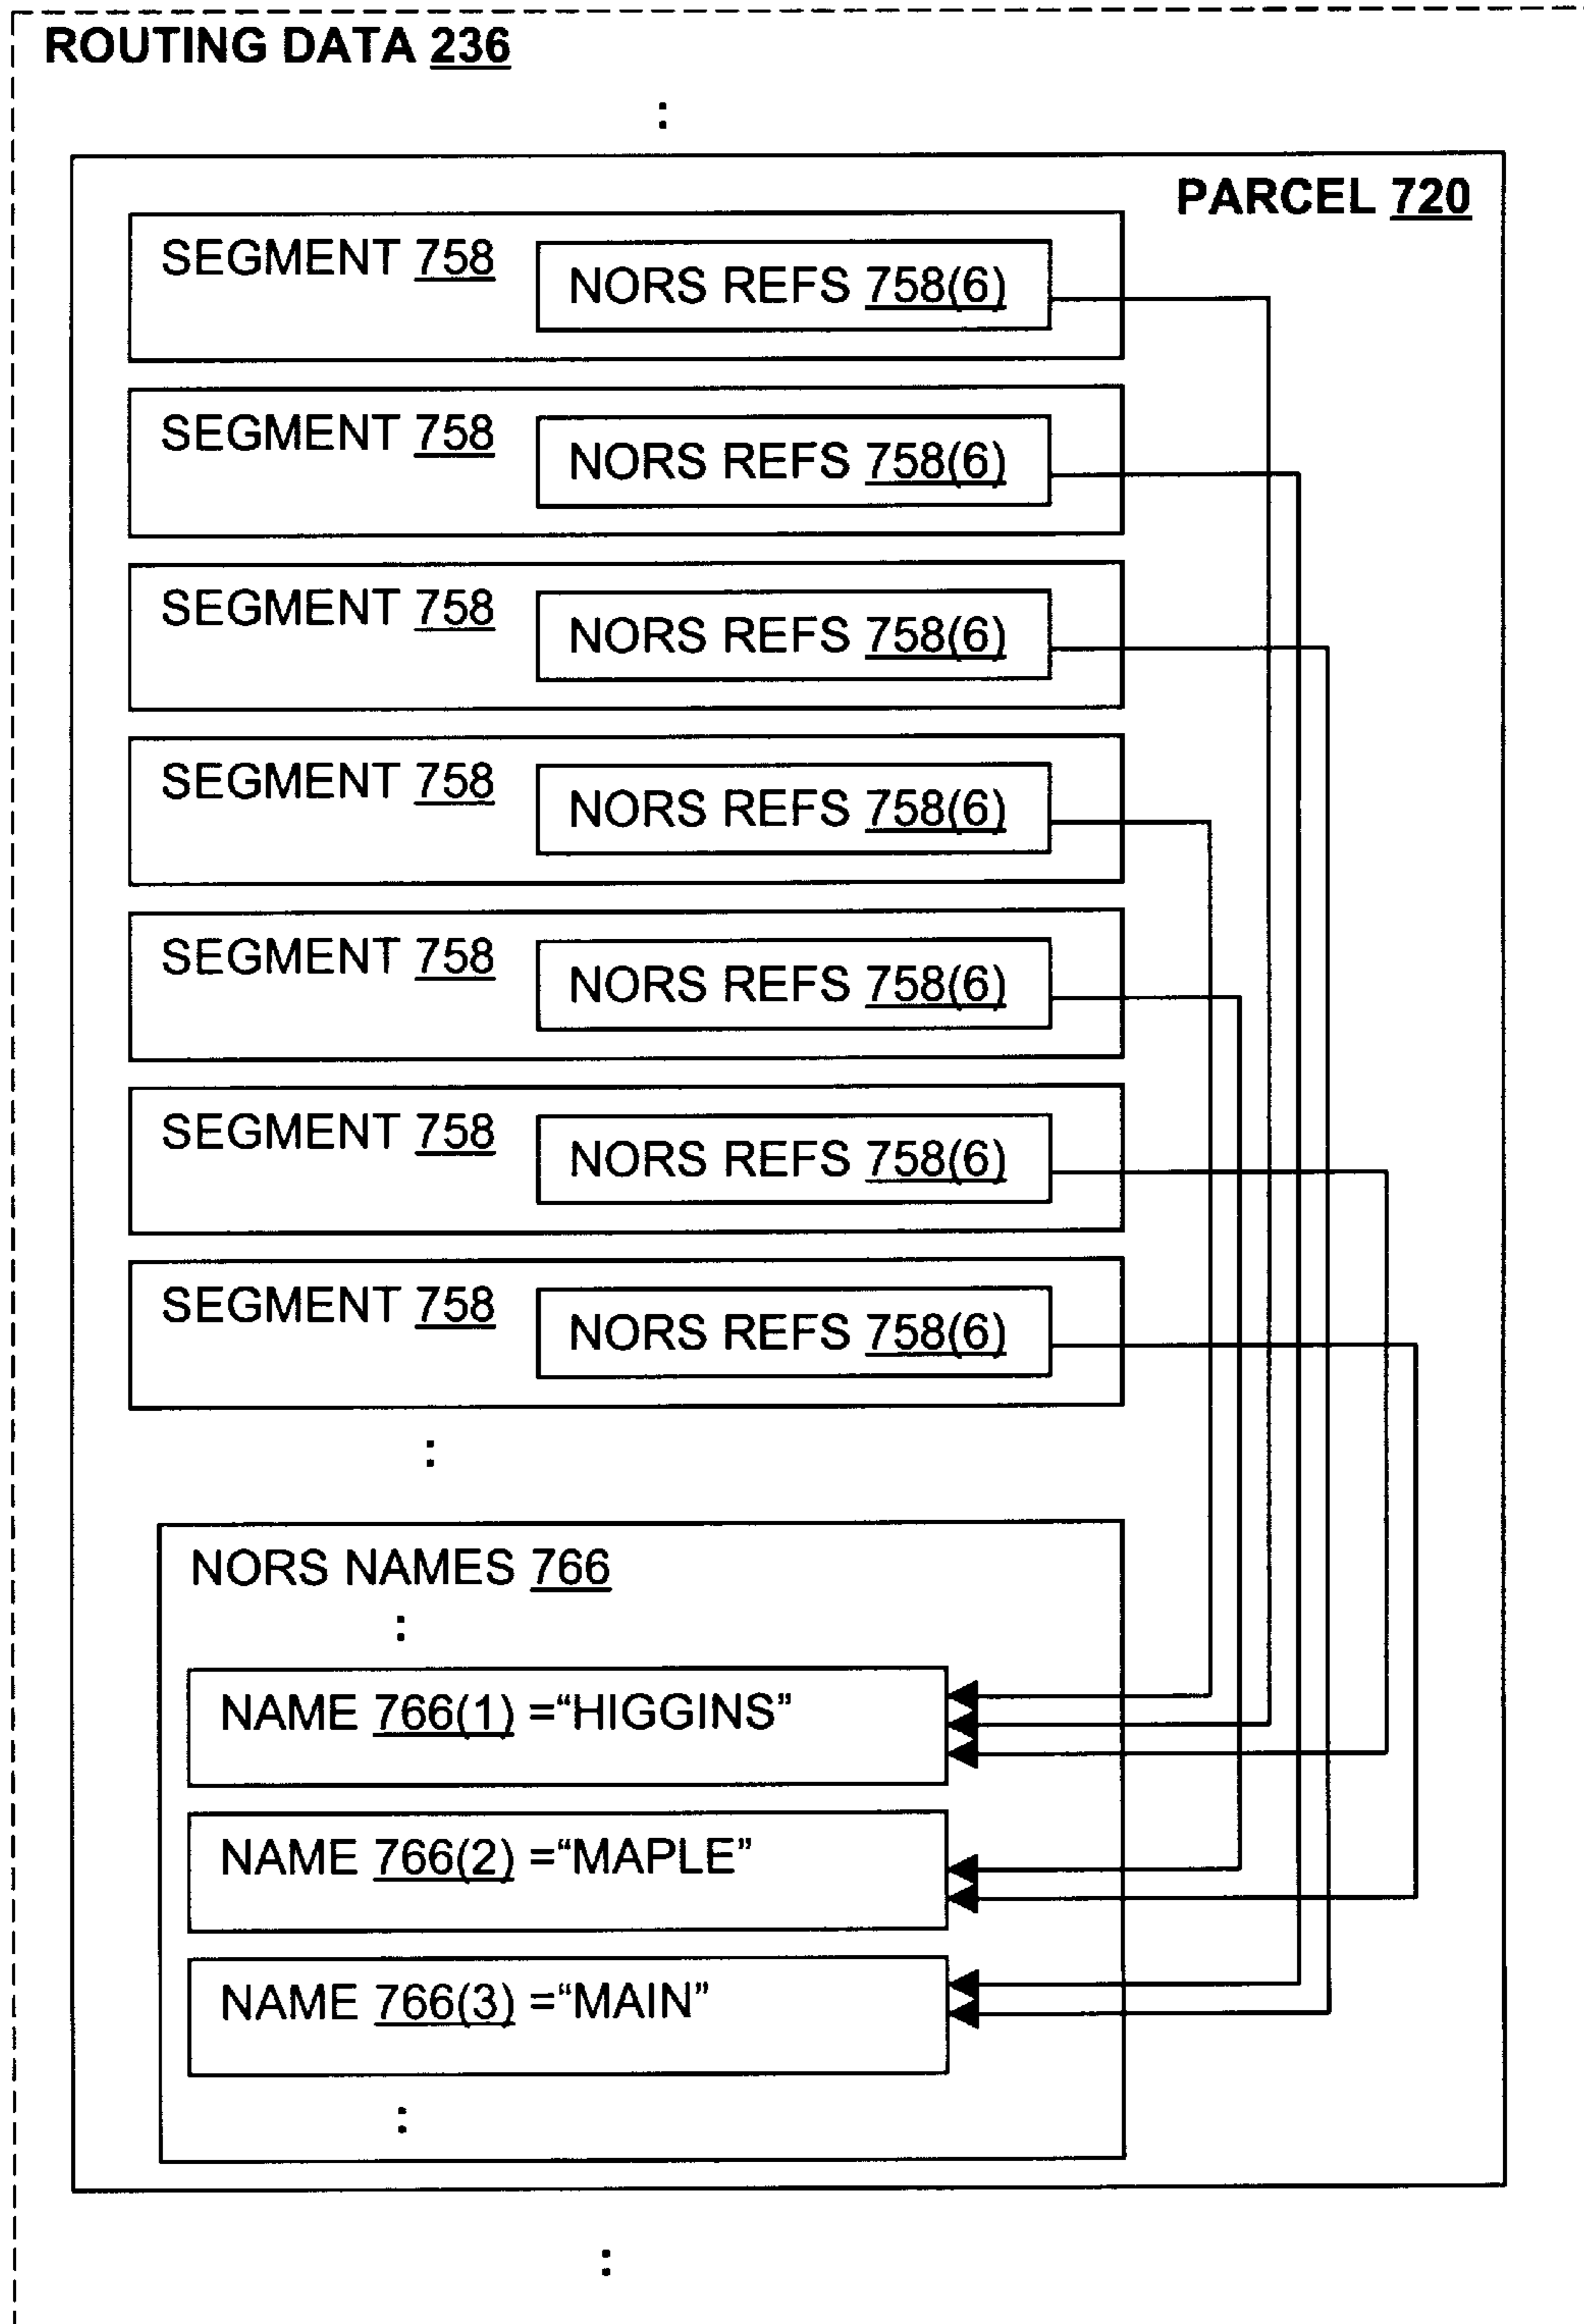 ROUTING DATA 236
:
PARCEL 720
SEGMENT 758
NORS REFS 758(6)
SEGMENT 758
NORS REFS 758(6)
SEGMENT 758
NORS REFS 758(6)
SEGMENT 758
NORS REFS 758(6)
SEGMENT 758
NORS REFS 758(6)
SEGMENT 758
NORS REFS 758(6)
SEGMENT 758
NORS REFS 758(6)
:
NORS NAMES 766
:
NAME 766(1) =“HIGGINS”
NAME 766(2) =“MAPLE”
NAME 766(3) =“MAIN”
:
: